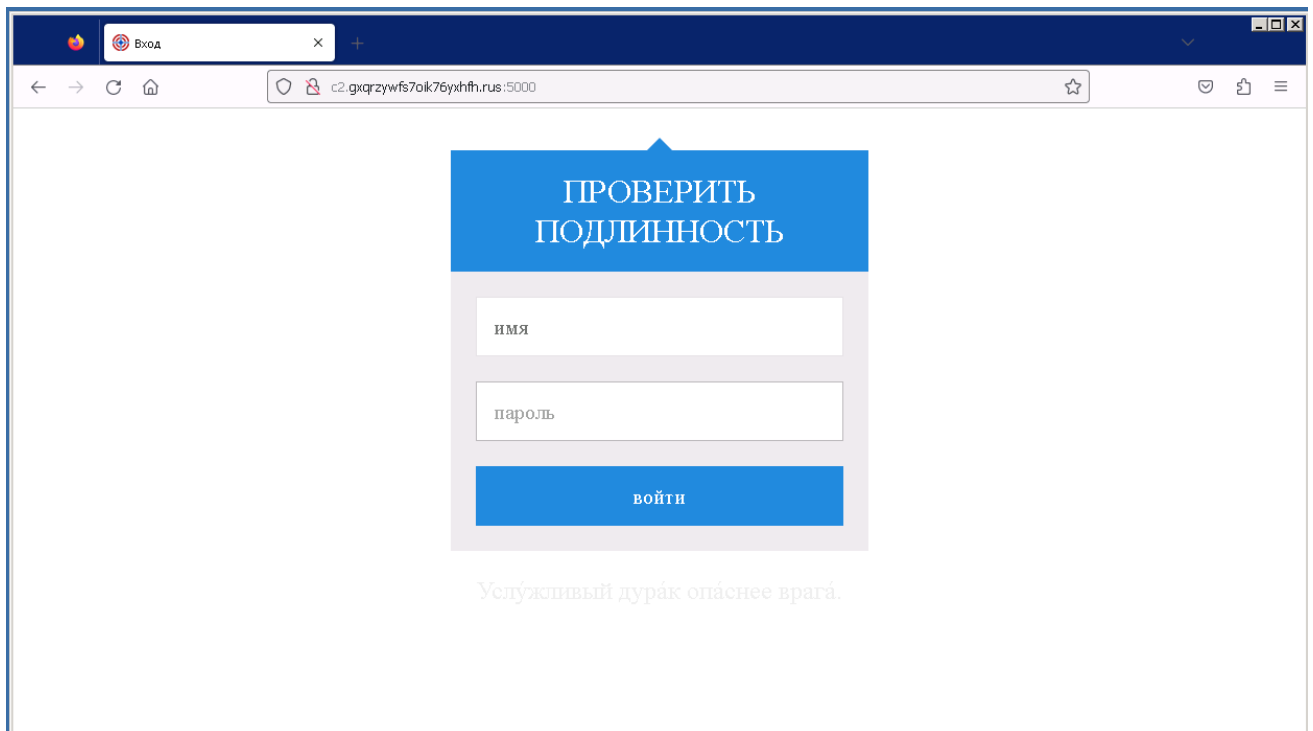 Вход
c2.gxqrzywfs7oik76yxhfh.rus:5000
ПРОВЕРИТЬ
ПОДЛИННОСТЬ
имя
пароль
войти
Услу́жливый дура́к опа́снее врага́.